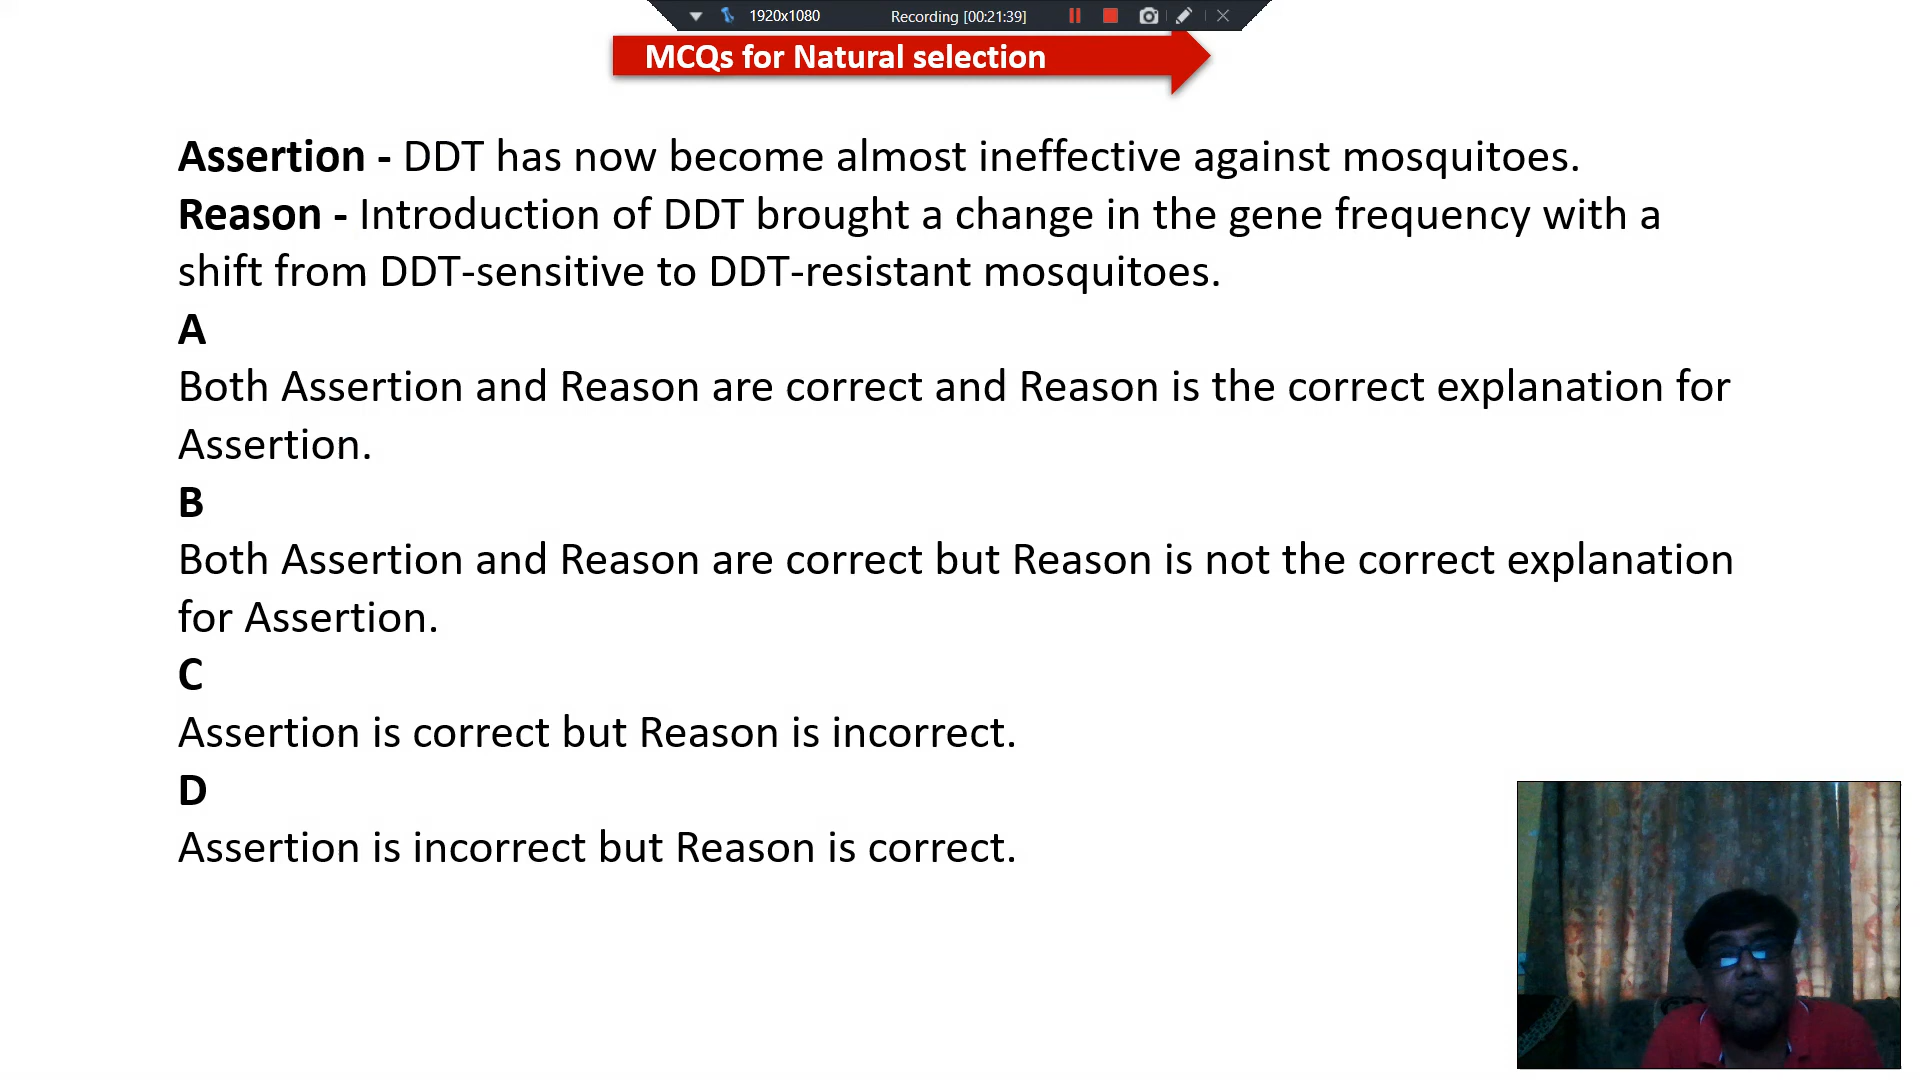 1920x1080 Recording [00:21:39]
MCQs for Natural selection
Assertion - DDT has now become almost ineffective against mosquitoes.
Reason - Introduction of DDT brought a change in the gene frequency with a
shift from DDT-sensitive to DDT-resistant mosquitoes.
A
Both Assertion and Reason are correct and Reason is the correct explanation for
Assertion.
B
Both Assertion and Reason are correct but Reason is not the correct explanation
for Assertion.
C
Assertion is correct but Reason is incorrect.
D
Assertion is incorrect but Reason is correct.